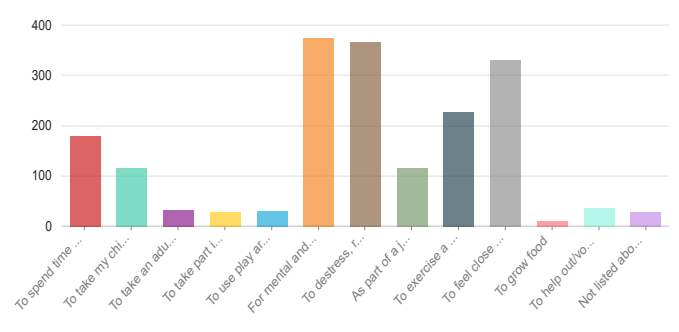 400
300
200
100
0
To spend time ...
To take my chi...
To take an adu...
To take part i...
To use play ar...
For mental and...
To destress, r...
As part of a j...
To exercise a ...
To feel close ...
To grow food
To help out/vo...
Not listed abo...